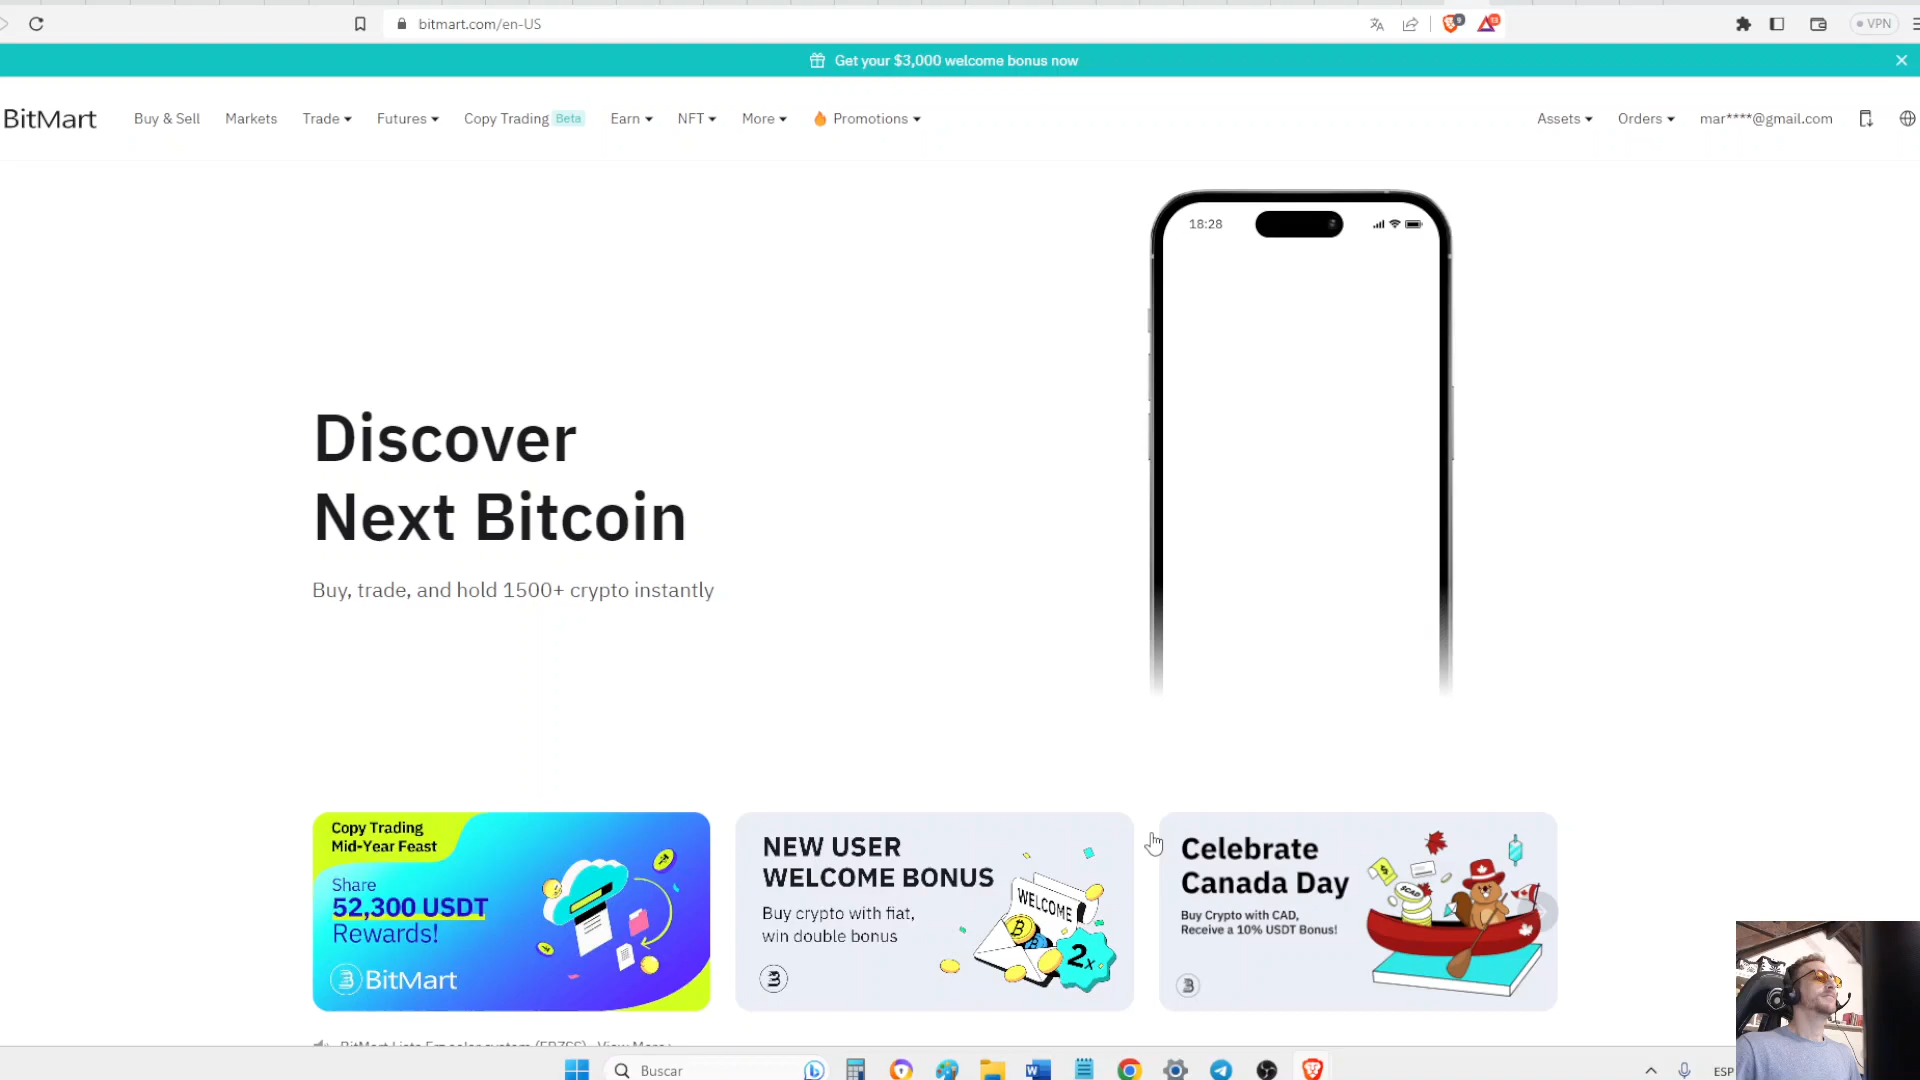 bitmart.com/en-US
VPN
Get your $3,000 welcome bonus now
BitMart
Buy & Sell
Markets
Trade
Futures
Copy Trading Beta
Earn
NFT
More
Promotions
Assets
Orders
mar****@gmail.com
18:28
Discover
Next Bitcoin
Buy, trade, and hold 1500+ crypto instantly
Copy Trading
Mid-Year Feast
Share
52,300 USDT
Rewards!
BitMart
NEW USER
WELCOME BONUS
Buy crypto with fiat,
win double bonus
WELCOME
2x
Celebrate
Canada Day
Buy Crypto with CAD,
Receive a 10% USDT Bonus!
$CAD
Buscar
ESP